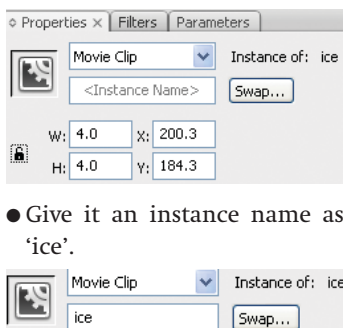 Properties × Filters Parameters
Movie Clip Instance of: ice
<Instance Name> Swap...
W: 4.0 X: 200.3
H: 4.0 Y: 184.3
● Give it an instance name as
‘ice’.
Movie Clip Instance of: ice
ice Swap...